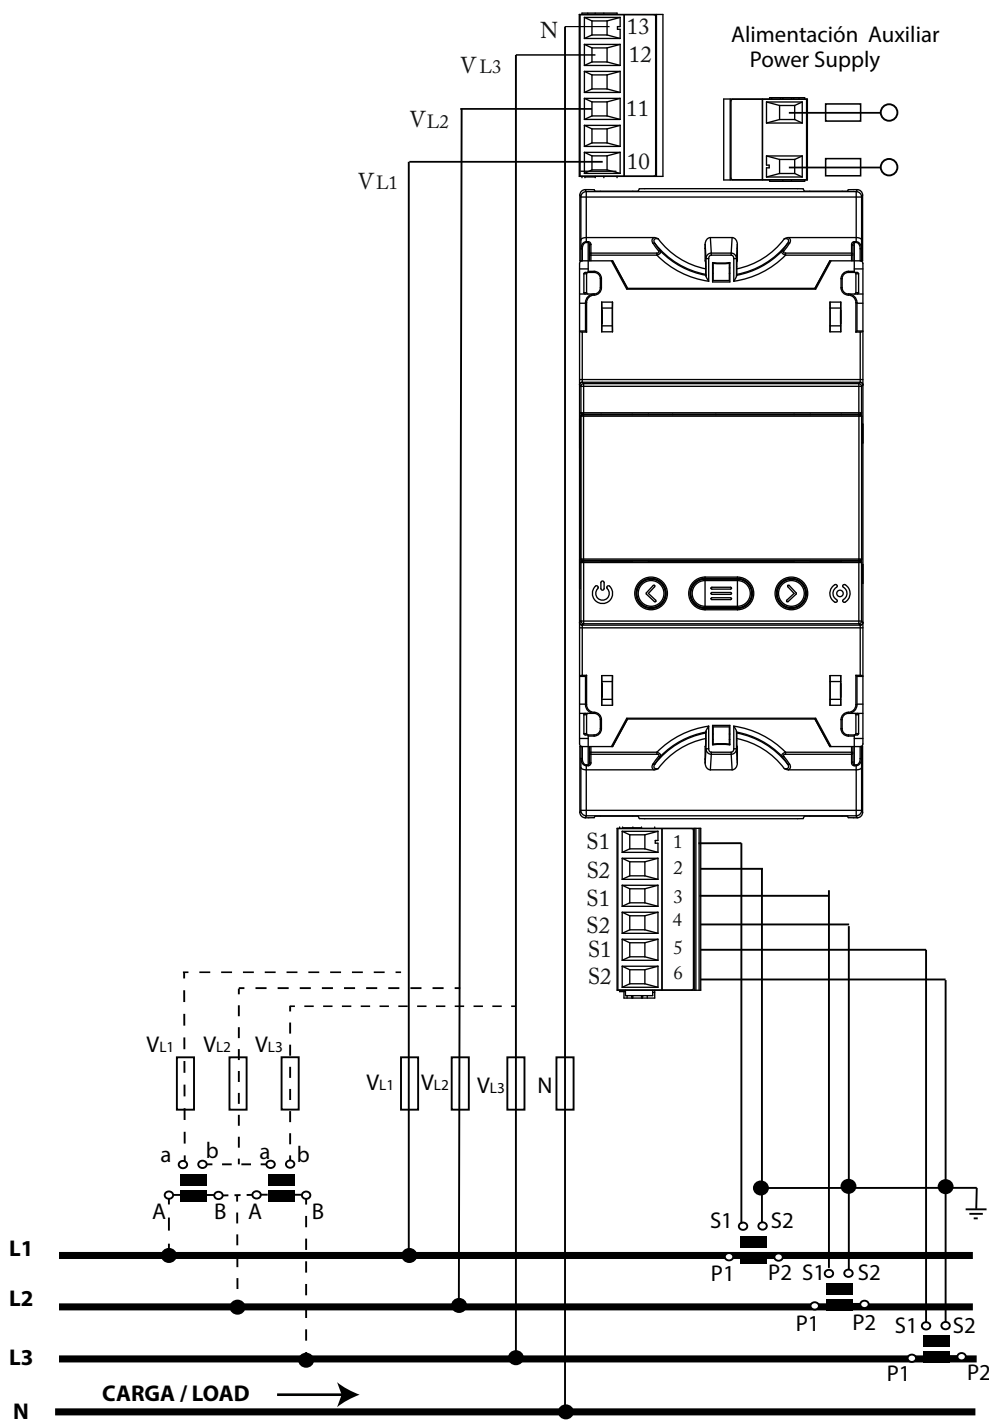 N 13
Alimentación Auxiliar
Power Supply
VL3 12
VL2 11
VL1 10
S1 1
S2 2
S1 3
S2 4
S1 5
S2 6
VL1 VL2 VL3
VL1 VL2 VL3 N
a b a b
A B A B
S1 S2
L1
P1 P2 S1 S2
L2
P1 P2 S1 S2
L3
P1 P2
CARGA / LOAD
N